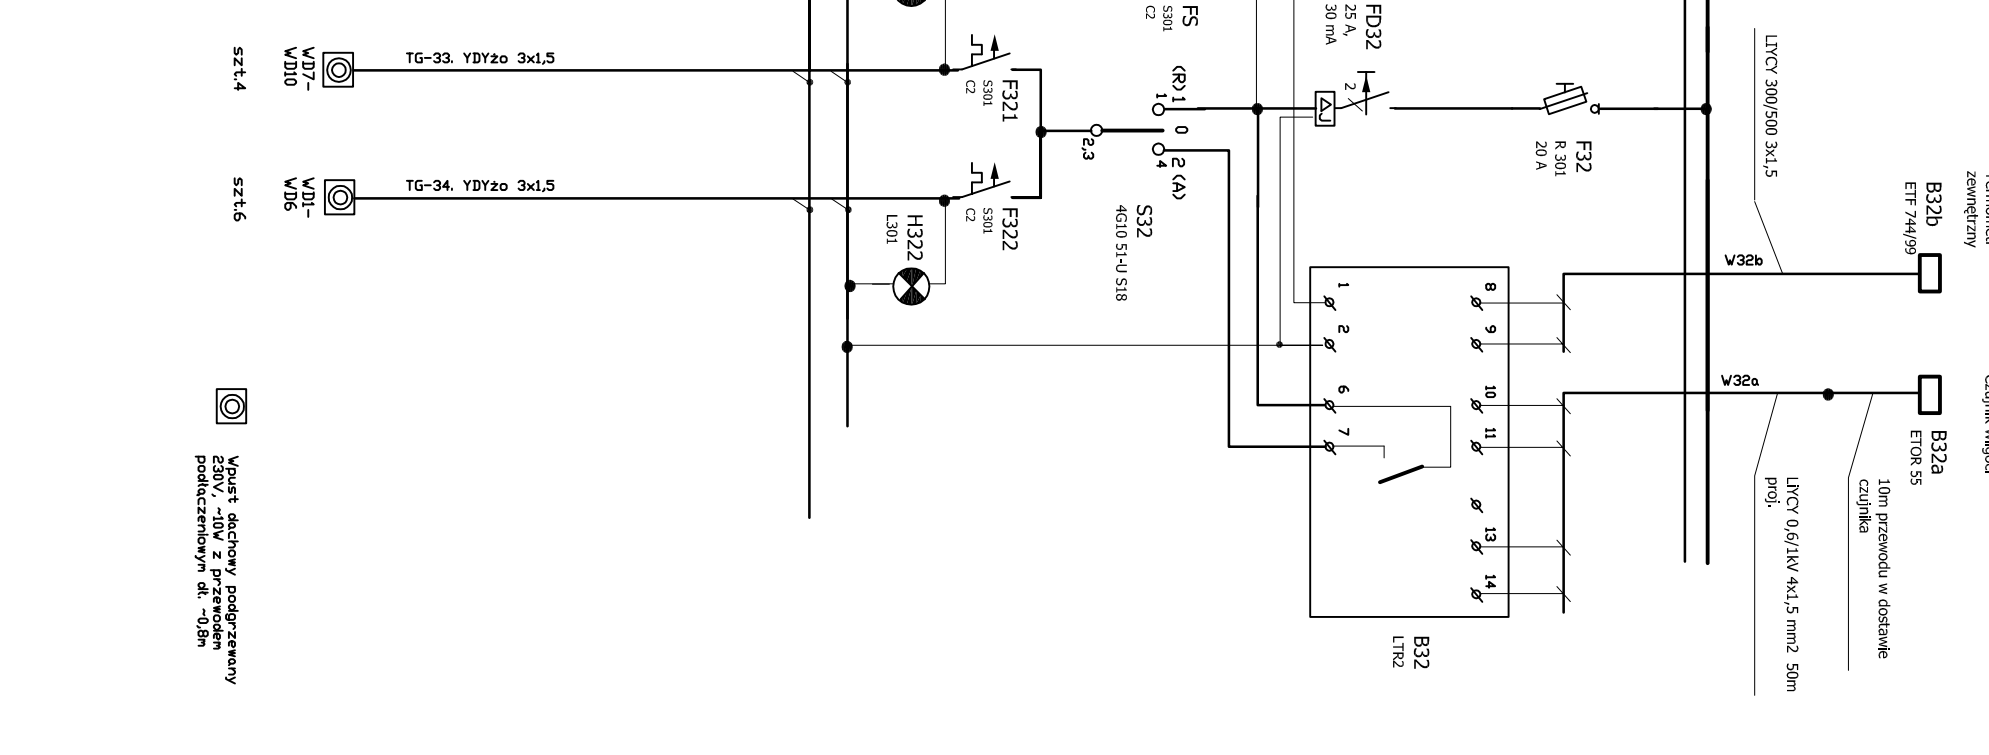 szt.4
WD7-
WD10
TG-33. YDYżo 3x1,5
F321
S301
C2
FS
S301
C2
FD32
25 A,
30 mA
2
(R) 1
1
0
2 (A)
4
2,3
F32
R 301
20 A
LIYCY 300/500 3x1,5
zewnętrzny
B32b
ETF 744/99
W32b
szt.6
WD1-
WD6
TG-34. YDYżo 3x1,5
F322
S301
C2
H322
L301
S32
4G10 51-U S18
1
2
6
7
8
9
10
11
13
14
B32
LTR2
W32a
B32a
ETOR 55
10m przewodu w dostawie
czujnika
LiYCY 0,6/1kV 4x1,5 mm2 50m
proj.
Wpust dachowy podgrzewany
230V, ~10W z przewodem
podłączeniowym dł. ~0,8m